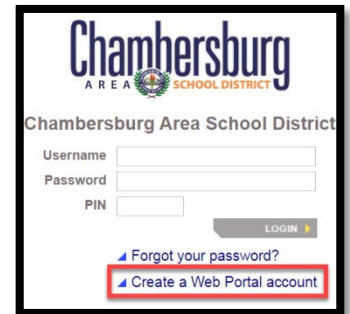 Chambersburg
AREA SCHOOL DISTRICT
Chambersburg Area School District
Username
Password
PIN
LOGIN
Forgot your password?
Create a Web Portal account